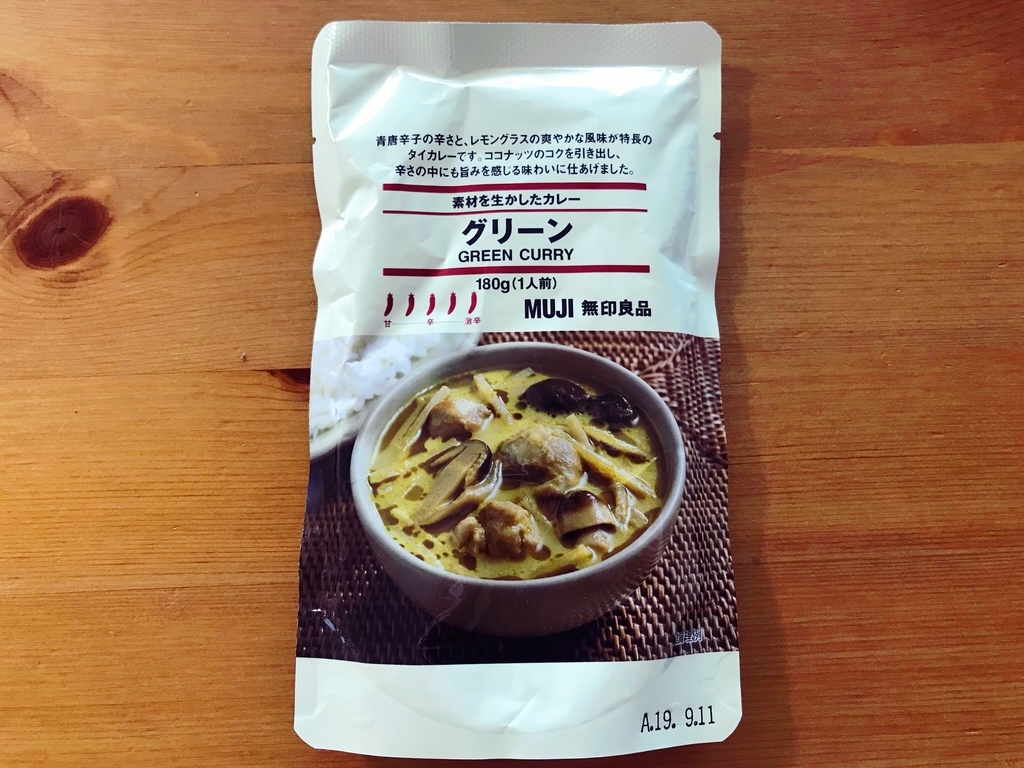 青唐辛子の辛さと、レモングラスの爽やかな風味が特長の
タイカレーです。ココナッツのコクを引き出し、
辛さの中にも旨みを感じる味わいに仕あげました。
素材を生かしたカレー
グリーン
GREEN CURRY
180g(1人前)
甘 辛 激辛
MUJI 無印良品
調理例
A.19. 9.11